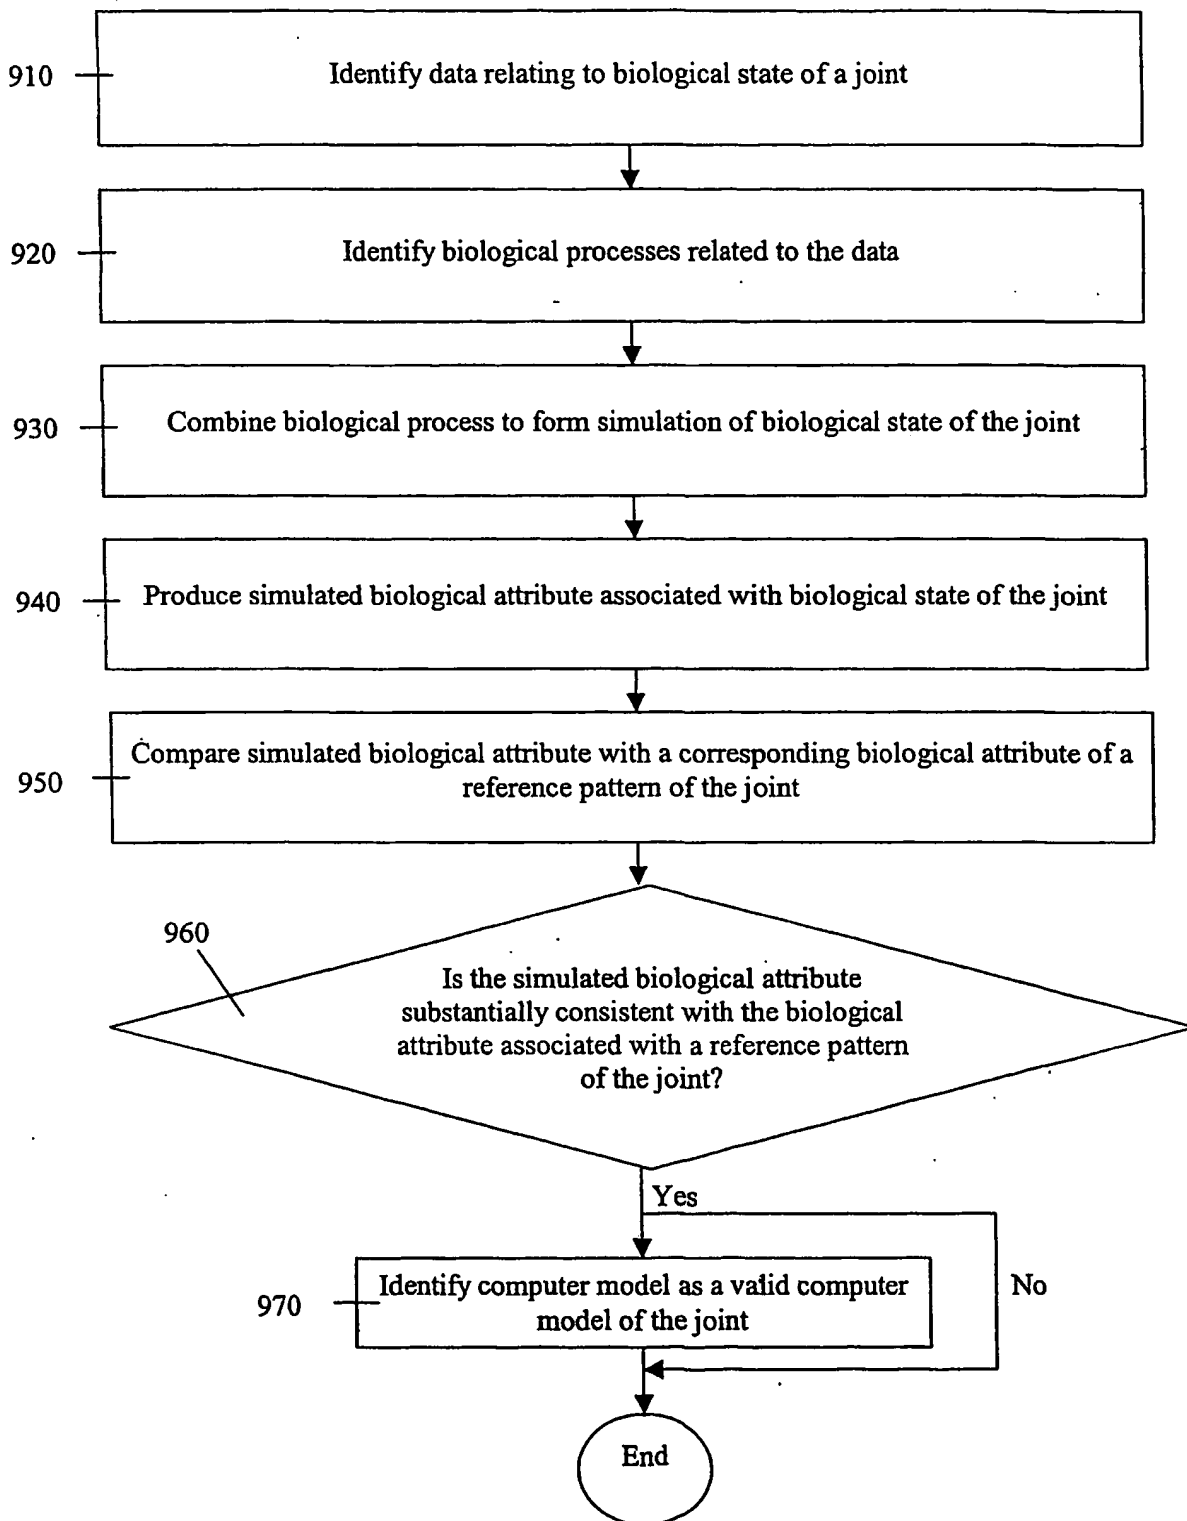 910
Identify data relating to biological state of a joint
920
Identify biological processes related to the data
930
Combine biological process to form simulation of biological state of the joint
940
Produce simulated biological attribute associated with biological state of the joint
950
Compare simulated biological attribute with a corresponding biological attribute of a
reference pattern of the joint
960
Is the simulated biological attribute
substantially consistent with the biological
attribute associated with a reference pattern
of the joint?
Yes
No
970
Identify computer model as a valid computer
model of the joint
End